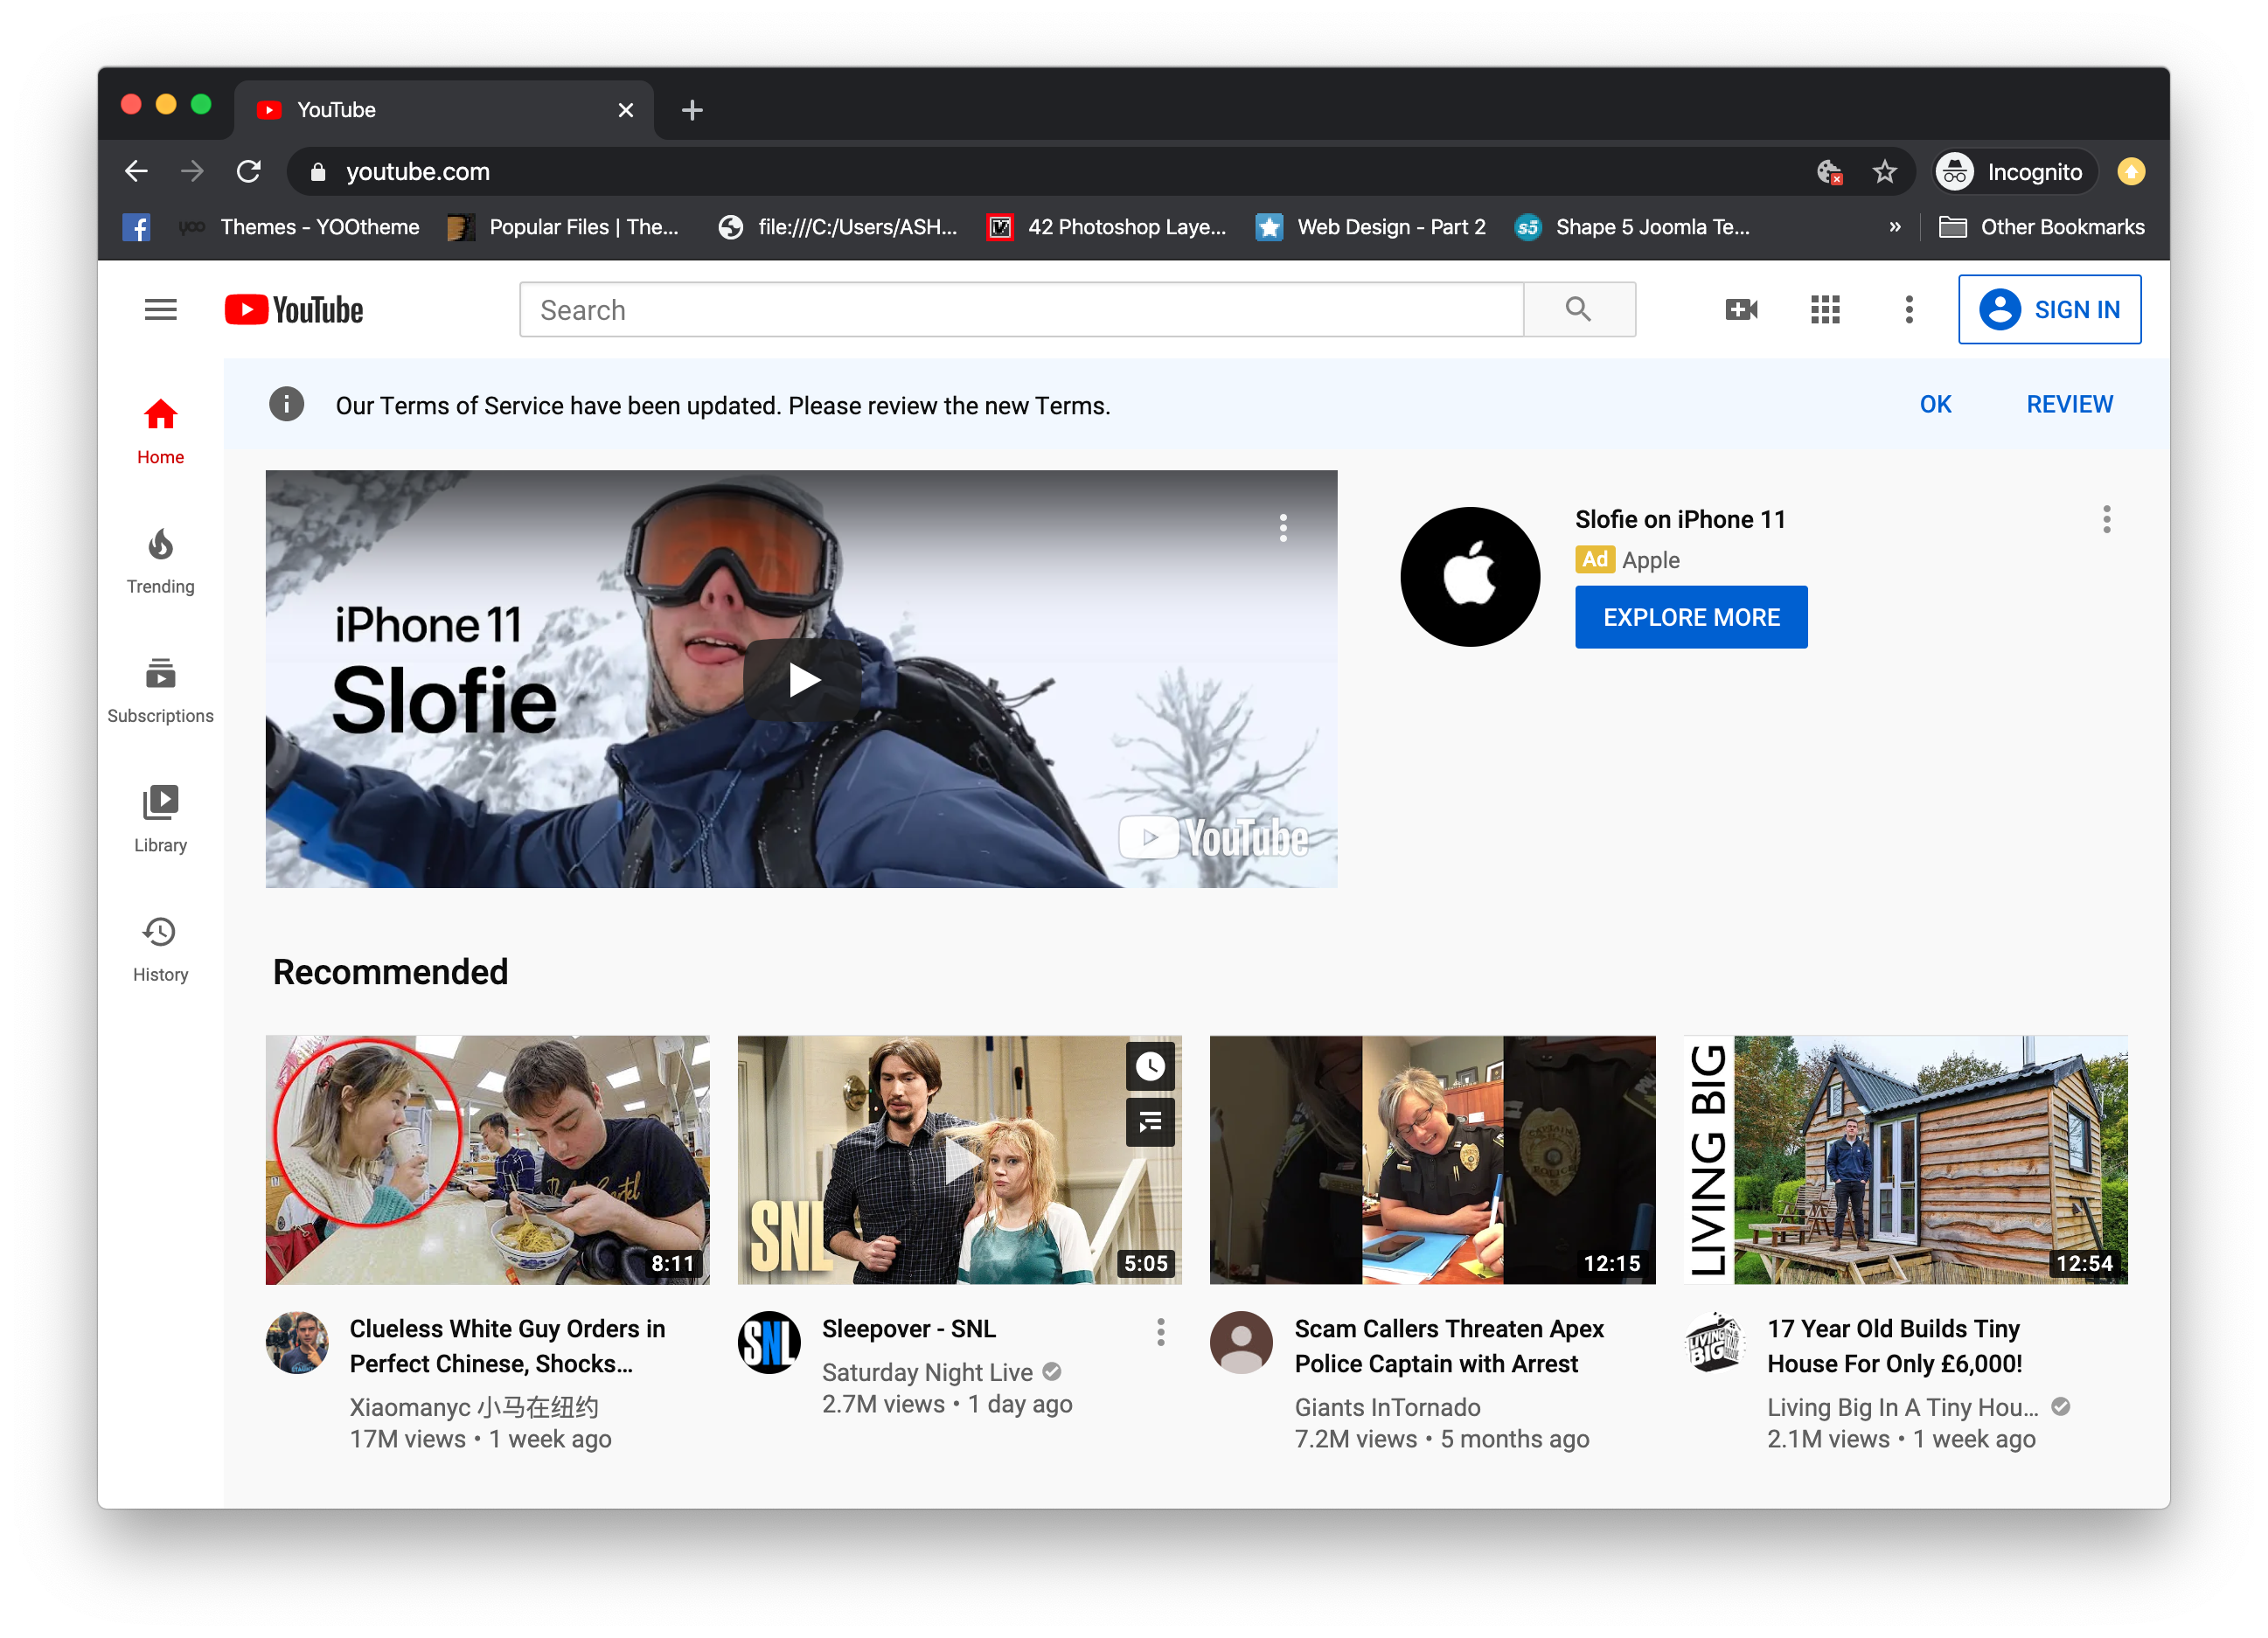 YouTube
youtube.com
Incognito
yoo Themes - YOOtheme
Popular Files | The...
file:///C:/Users/ASH...
42 Photoshop Laye...
Web Design - Part 2
s5 Shape 5 Joomla Te...
»
Other Bookmarks
YouTube
Search
SIGN IN
Our Terms of Service have been updated. Please review the new Terms.
OK
REVIEW
Home
Trending
Subscriptions
Library
History
iPhone 11
Slofie
YouTube
Slofie on iPhone 11
Ad Apple
EXPLORE MORE
Recommended
8:11
Clueless White Guy Orders in
Perfect Chinese, Shocks...
Xiaomanyc 小马在纽约
17M views • 1 week ago
SNL
5:05
SNL
Sleepover - SNL
Saturday Night Live
2.7M views • 1 day ago
12:15
Scam Callers Threaten Apex
Police Captain with Arrest
Giants InTornado
7.2M views • 5 months ago
LIVING BIG
12:54
LIVING BIG
17 Year Old Builds Tiny
House For Only £6,000!
Living Big In A Tiny Hou...
2.1M views • 1 week ago